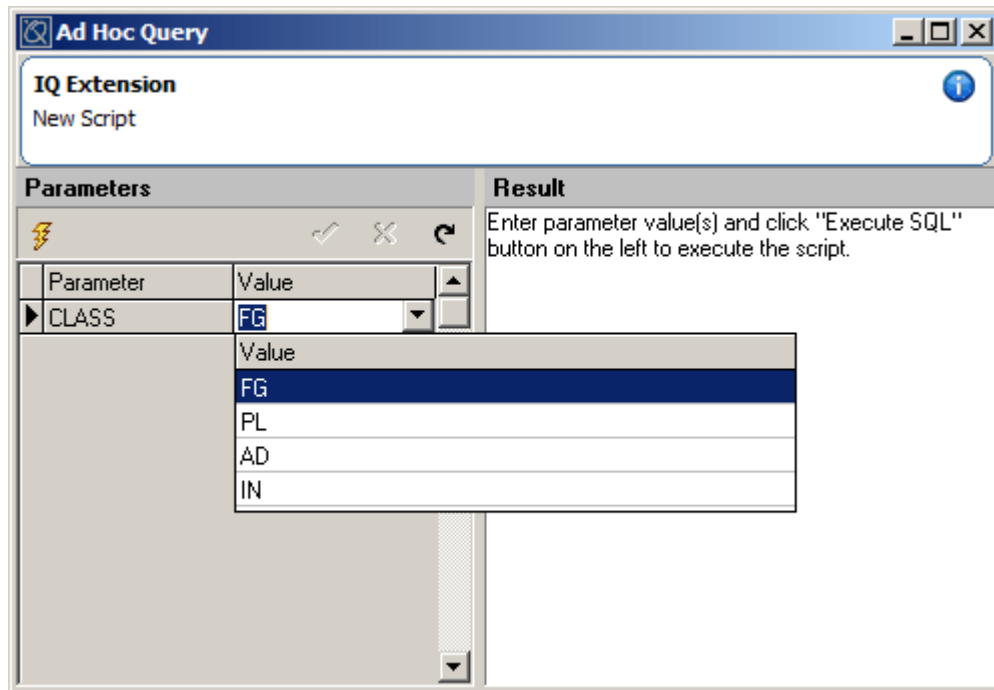 Ad Hoc Query
IQ Extension
New Script
Parameters
Result
Enter parameter value(s) and click "Execute SQL"
button on the left to execute the script.
Parameter Value
CLASS FG
Value
FG
PL
AD
IN